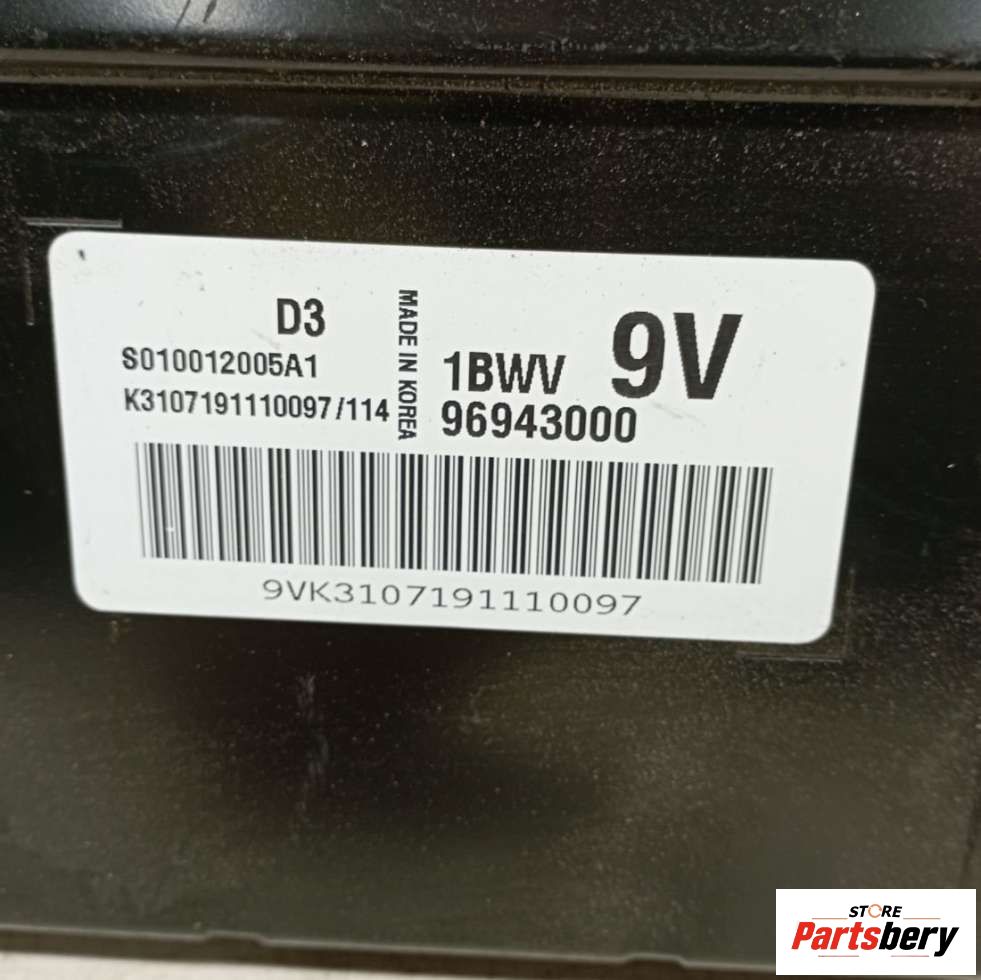 D3
S010012005A1
K3107191110097/114
MADE IN KOREA
1BWV
9V
96943000
9VK3107191110097
STORE
Partsbery